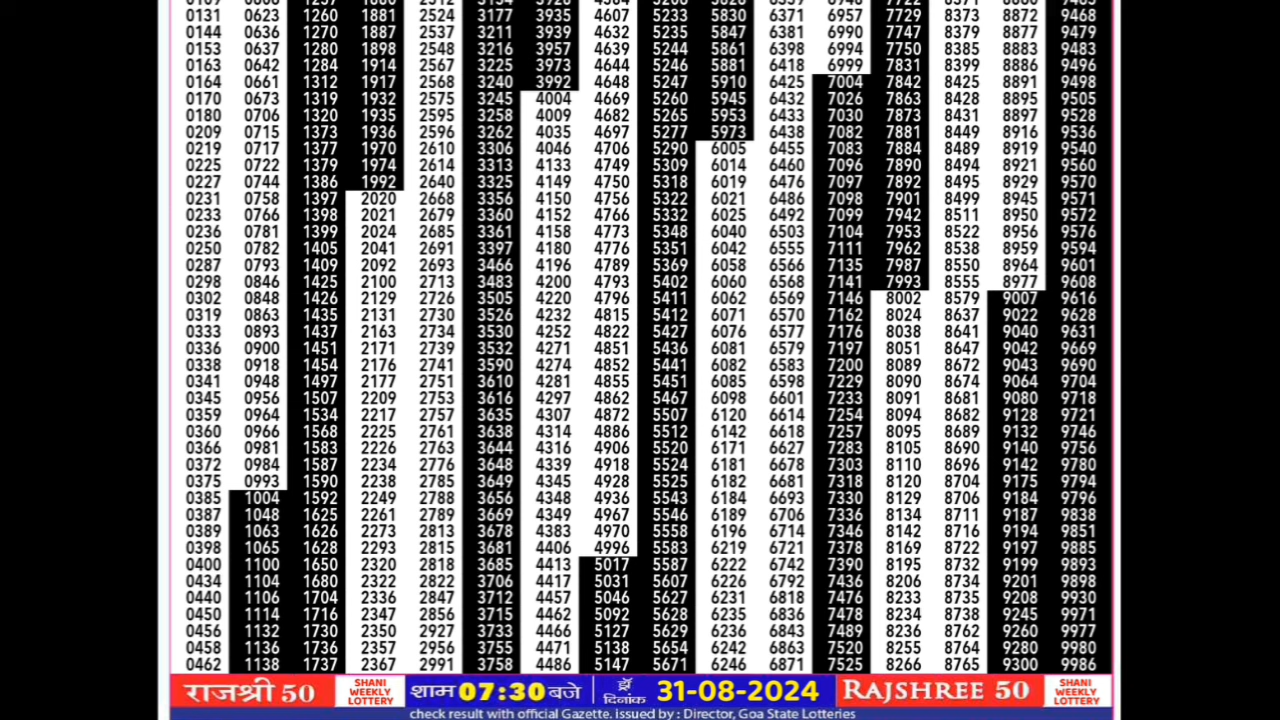 0131 0623 1260 1881 2524 3177 3935 4607 5233 5830 6371 6957 7729 8373 8872 9468
0144 0636 1270 1887 2537 3211 3939 4632 5235 5847 6381 6990 7747 8379 8877 9479
0153 0637 1280 1898 2548 3216 3957 4639 5244 5861 6398 6994 7750 8385 8883 9483
0163 0642 1284 1914 2567 3225 3973 4644 5246 5881 6418 6999 7831 8399 8886 9496
0164 0661 1312 1917 2568 3240 3992 4648 5247 5910 6425 7004 7842 8425 8891 9498
0170 0673 1319 1932 2575 3245 4004 4669 5260 5945 6432 7026 7863 8428 8895 9505
0180 0706 1320 1935 2595 3258 4009 4682 5265 5953 6433 7030 7873 8431 8897 9528
0209 0715 1373 1936 2596 3262 4035 4697 5277 5973 6438 7082 7881 8449 8916 9536
0219 0717 1377 1970 2610 3306 4046 4706 5290 6005 6455 7083 7884 8489 8919 9540
0225 0722 1379 1974 2614 3313 4133 4749 5309 6014 6460 7096 7890 8494 8921 9560
0227 0744 1386 1992 2640 3325 4149 4750 5318 6019 6476 7097 7892 8495 8929 9570
0231 0758 1397 2020 2668 3356 4150 4756 5322 6021 6486 7098 7901 8499 8945 9571
0233 0766 1398 2021 2679 3360 4152 4766 5332 6025 6492 7099 7942 8511 8950 9572
0236 0781 1399 2024 2685 3361 4158 4773 5348 6040 6503 7104 7953 8522 8956 9576
0250 0782 1405 2041 2691 3397 4180 4776 5351 6042 6555 7111 7962 8538 8959 9594
0287 0793 1409 2092 2693 3466 4196 4789 5369 6058 6566 7135 7987 8550 8964 9601
0298 0846 1425 2100 2713 3483 4200 4793 5402 6060 6568 7141 7993 8555 8977 9608
0302 0848 1426 2129 2726 3505 4220 4796 5411 6062 6569 7146 8002 8579 9007 9616
0319 0863 1435 2131 2730 3526 4232 4815 5412 6071 6570 7162 8024 8637 9022 9628
0333 0893 1437 2163 2734 3530 4252 4822 5427 6076 6577 7176 8038 8641 9040 9631
0336 0900 1451 2171 2739 3532 4271 4851 5436 6081 6579 7197 8051 8647 9042 9669
0338 0918 1454 2176 2741 3590 4274 4852 5441 6082 6583 7200 8089 8672 9043 9690
0341 0948 1497 2177 2751 3610 4281 4855 5451 6085 6598 7229 8090 8674 9064 9704
0345 0956 1507 2209 2753 3616 4297 4862 5467 6098 6601 7233 8091 8681 9080 9718
0359 0964 1534 2217 2757 3635 4307 4872 5507 6120 6614 7254 8094 8682 9128 9721
0360 0966 1568 2225 2761 3638 4314 4886 5512 6142 6618 7257 8095 8689 9132 9746
0366 0981 1583 2226 2763 3644 4316 4906 5520 6171 6627 7283 8105 8690 9140 9756
0372 0984 1587 2234 2776 3648 4339 4918 5524 6181 6678 7303 8110 8696 9142 9780
0375 0993 1590 2238 2785 3649 4345 4928 5525 6182 6681 7318 8120 8704 9175 9794
0385 1004 1592 2249 2788 3656 4348 4936 5543 6184 6693 7330 8129 8706 9184 9796
0387 1048 1625 2261 2789 3669 4349 4967 5546 6189 6706 7336 8134 8711 9187 9838
0389 1063 1626 2273 2813 3678 4383 4970 5558 6196 6714 7346 8142 8716 9194 9851
0398 1065 1628 2293 2815 3681 4406 4996 5583 6219 6721 7378 8169 8722 9197 9885
0400 1100 1650 2320 2818 3685 4413 5017 5587 6222 6742 7390 8195 8732 9199 9893
0434 1104 1680 2322 2822 3706 4417 5031 5607 6226 6792 7436 8206 8734 9201 9898
0440 1106 1704 2336 2847 3712 4457 5046 5627 6231 6818 7476 8233 8735 9208 9930
0450 1114 1716 2347 2856 3715 4462 5092 5628 6235 6836 7478 8234 8738 9245 9971
0456 1132 1730 2350 2927 3733 4466 5127 5629 6236 6843 7489 8236 8762 9260 9977
0458 1136 1736 2357 2956 3755 4471 5138 5654 6242 6863 7520 8255 8764 9280 9980
0462 1138 1737 2367 2991 3758 4486 5147 5671 6246 6871 7525 8266 8765 9300 9986
राजश्री 50 SHANI WEEKLY LOTTERY शाम 07:30 बजे ड्रॉ दिनांक 31-08-2024 RAJSHREE 50 SHANI WEEKLY LOTTERY
check result with official Gazette. issued by : Director, Goa State Lotteries